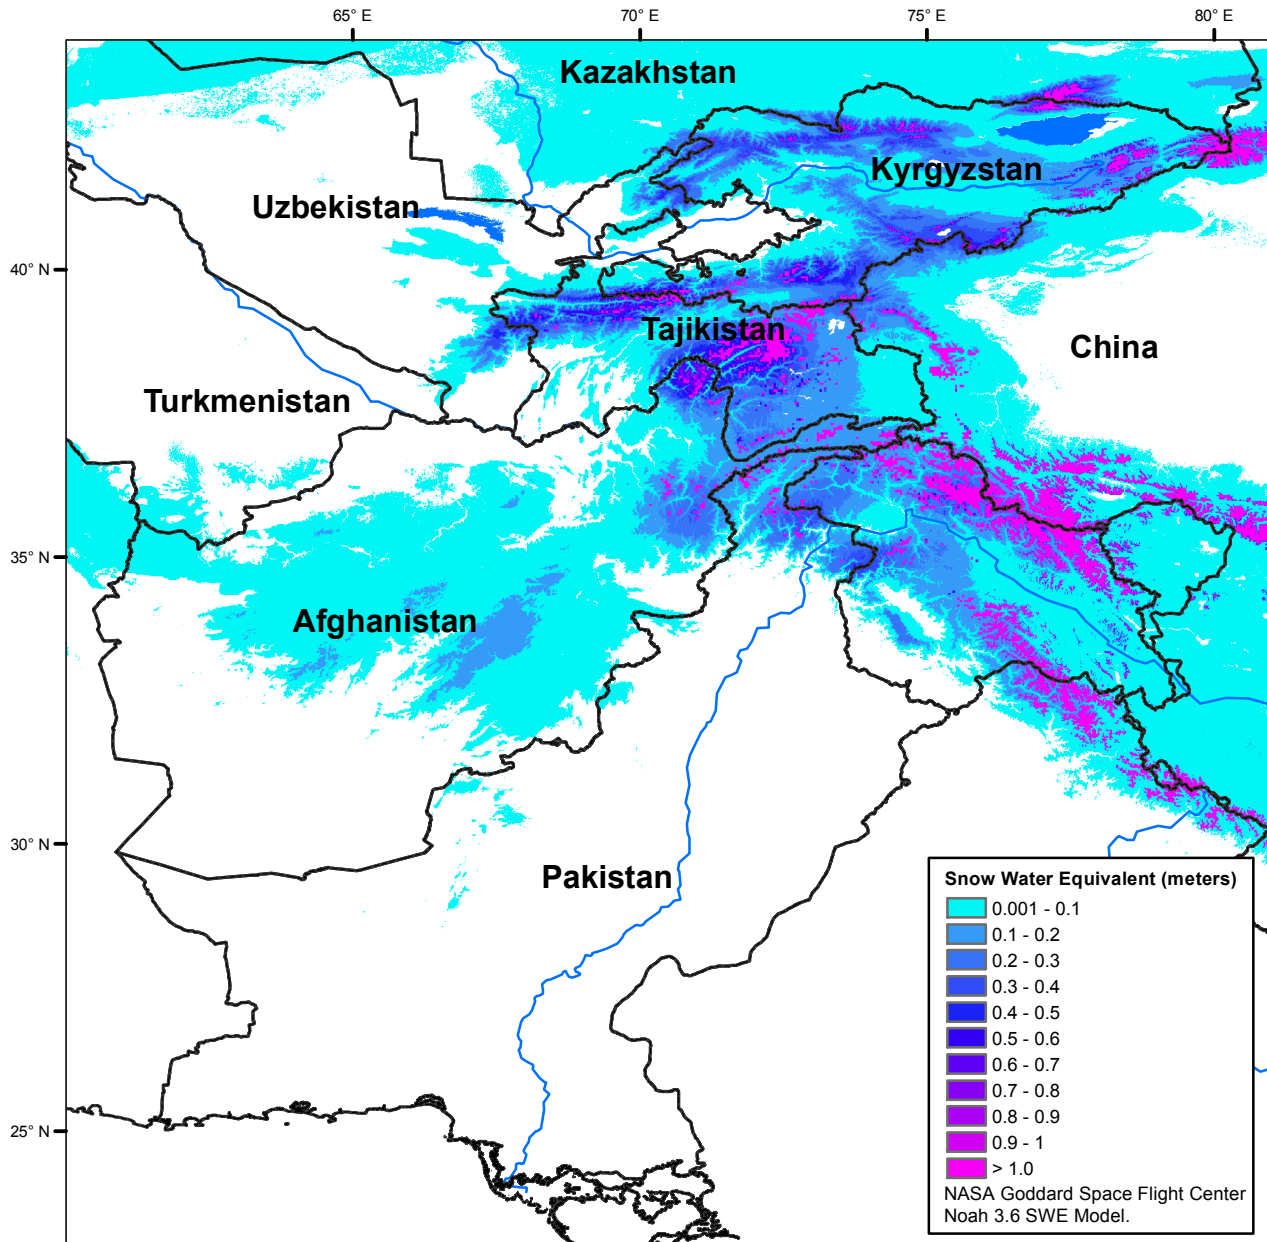 65° E
70° E
75° E
80° E
Kazakhstan
Kyrgyzstan
Uzbekistan
40° N
Tajikistan
China
Turkmenistan
35° N
Afghanistan
30° N
Pakistan
25° N
Snow Water Equivalent (meters)
0.001 - 0.1
0.1 - 0.2
0.2 - 0.3
0.3 - 0.4
0.4 - 0.5
0.5 - 0.6
0.6 - 0.7
0.7 - 0.8
0.8 - 0.9
0.9 - 1
> 1.0
NASA Goddard Space Flight Center
Noah 3.6 SWE Model.